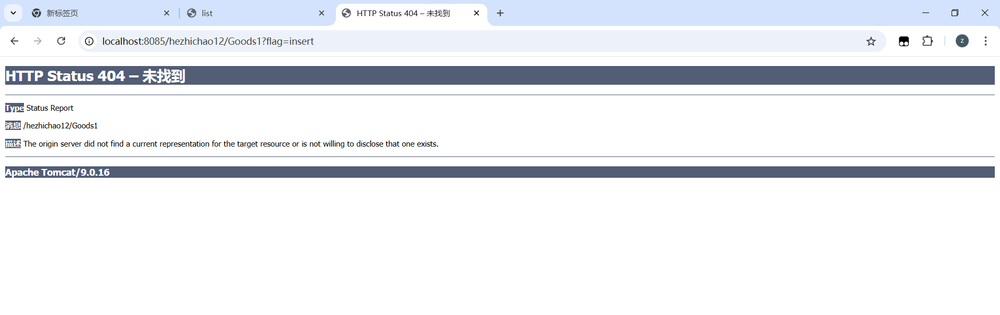 新标签页
list
HTTP Status 404 – 未找到
localhost:8085/hezhichao12/Goods1?flag=insert
z
HTTP Status 404 – 未找到
Type Status Report
消息 /hezhichao12/Goods1
描述 The origin server did not find a current representation for the target resource or is not willing to disclose that one exists.
Apache Tomcat/9.0.16